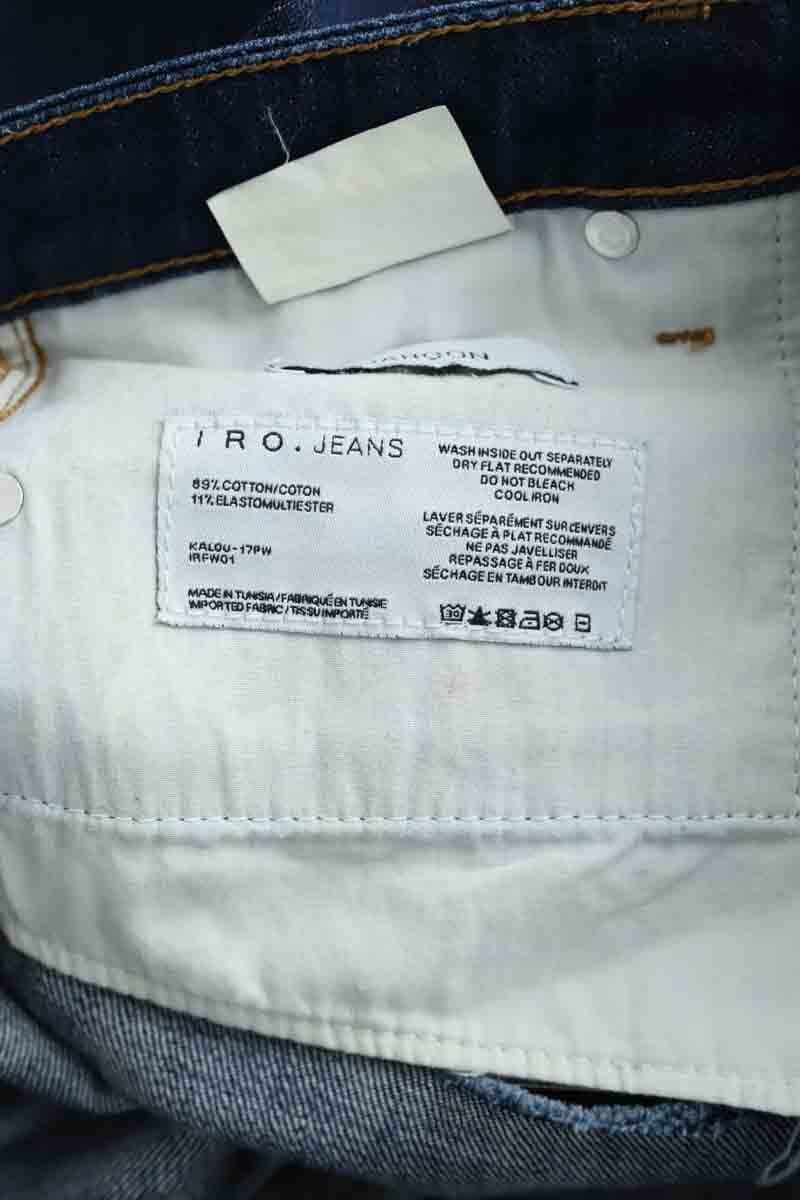 I R O . JEANS
89% COTTON/COTON
11% ELASTOMULTIESTER
KALOU-17PW
IRFW01
MADE IN TUNISIA/FABRIQUÉ EN TUNISIE
IMPORTED FABRIC / TISSU IMPORTÉ
WASH INSIDE OUT SEPARATELY
DRY FLAT RECOMMENDED
DO NOT BLEACH
COOL IRON
LAVER SÉPARÉMENT SUR L'ENVERS
SÉCHAGE À PLAT RECOMMANDÉ
NE PAS JAVELLISER
REPASSAGE À FER DOUX
SÉCHAGE EN TAMBOUR INTERDIT